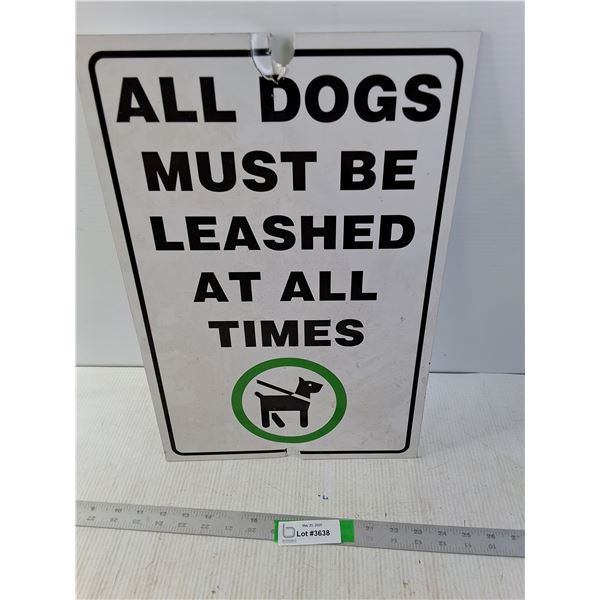 ALL DOGS
MUST BE
LEASHED
AT ALL
TIMES
Lot #3638